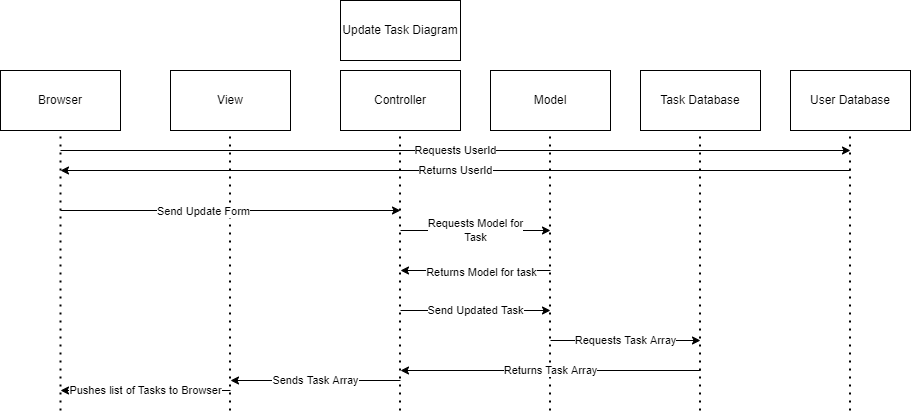 Update Task Diagram
Browser
View
Controller
Model
Task Database
User Database
Requests UserId
Returns UserId
Send Update Form
Requests Model for
Task
Returns Model for task
Send Updated Task
Requests Task Array
Returns Task Array
Sends Task Array
Pushes list of Tasks to Browser